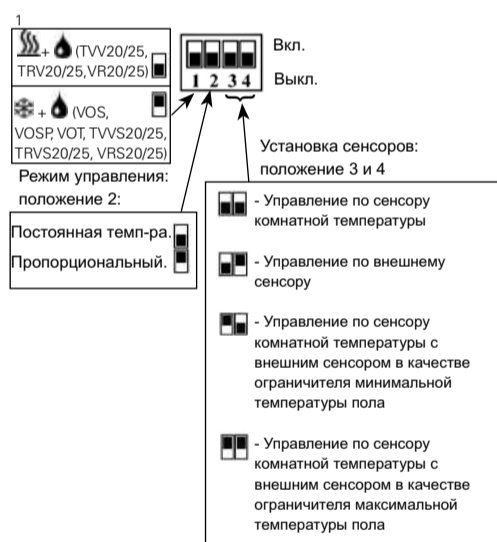 1
+ (TVV20/25,
TRV20/25,VR20/25)
+ (VOS,
VOSP, VOT, TVVS20/25,
TRVS20/25, VRS20/25)
Вкл.
1 2 3 4
Выкл.
Режим управления:
положение 2:
Постоянная темп-ра.
Пропорциональный.
Установка сенсоров:
положение 3 и 4
- Управление по сенсору
комнатной температуры
- Управление по внешнему
сенсору
- Управление по сенсору
комнатной температуры с
внешним сенсором в качестве
ограничителя минимальной
температуры пола
- Управление по сенсору
комнатной температуры с
внешним сенсором в качестве
ограничителя максимальной
температуры пола